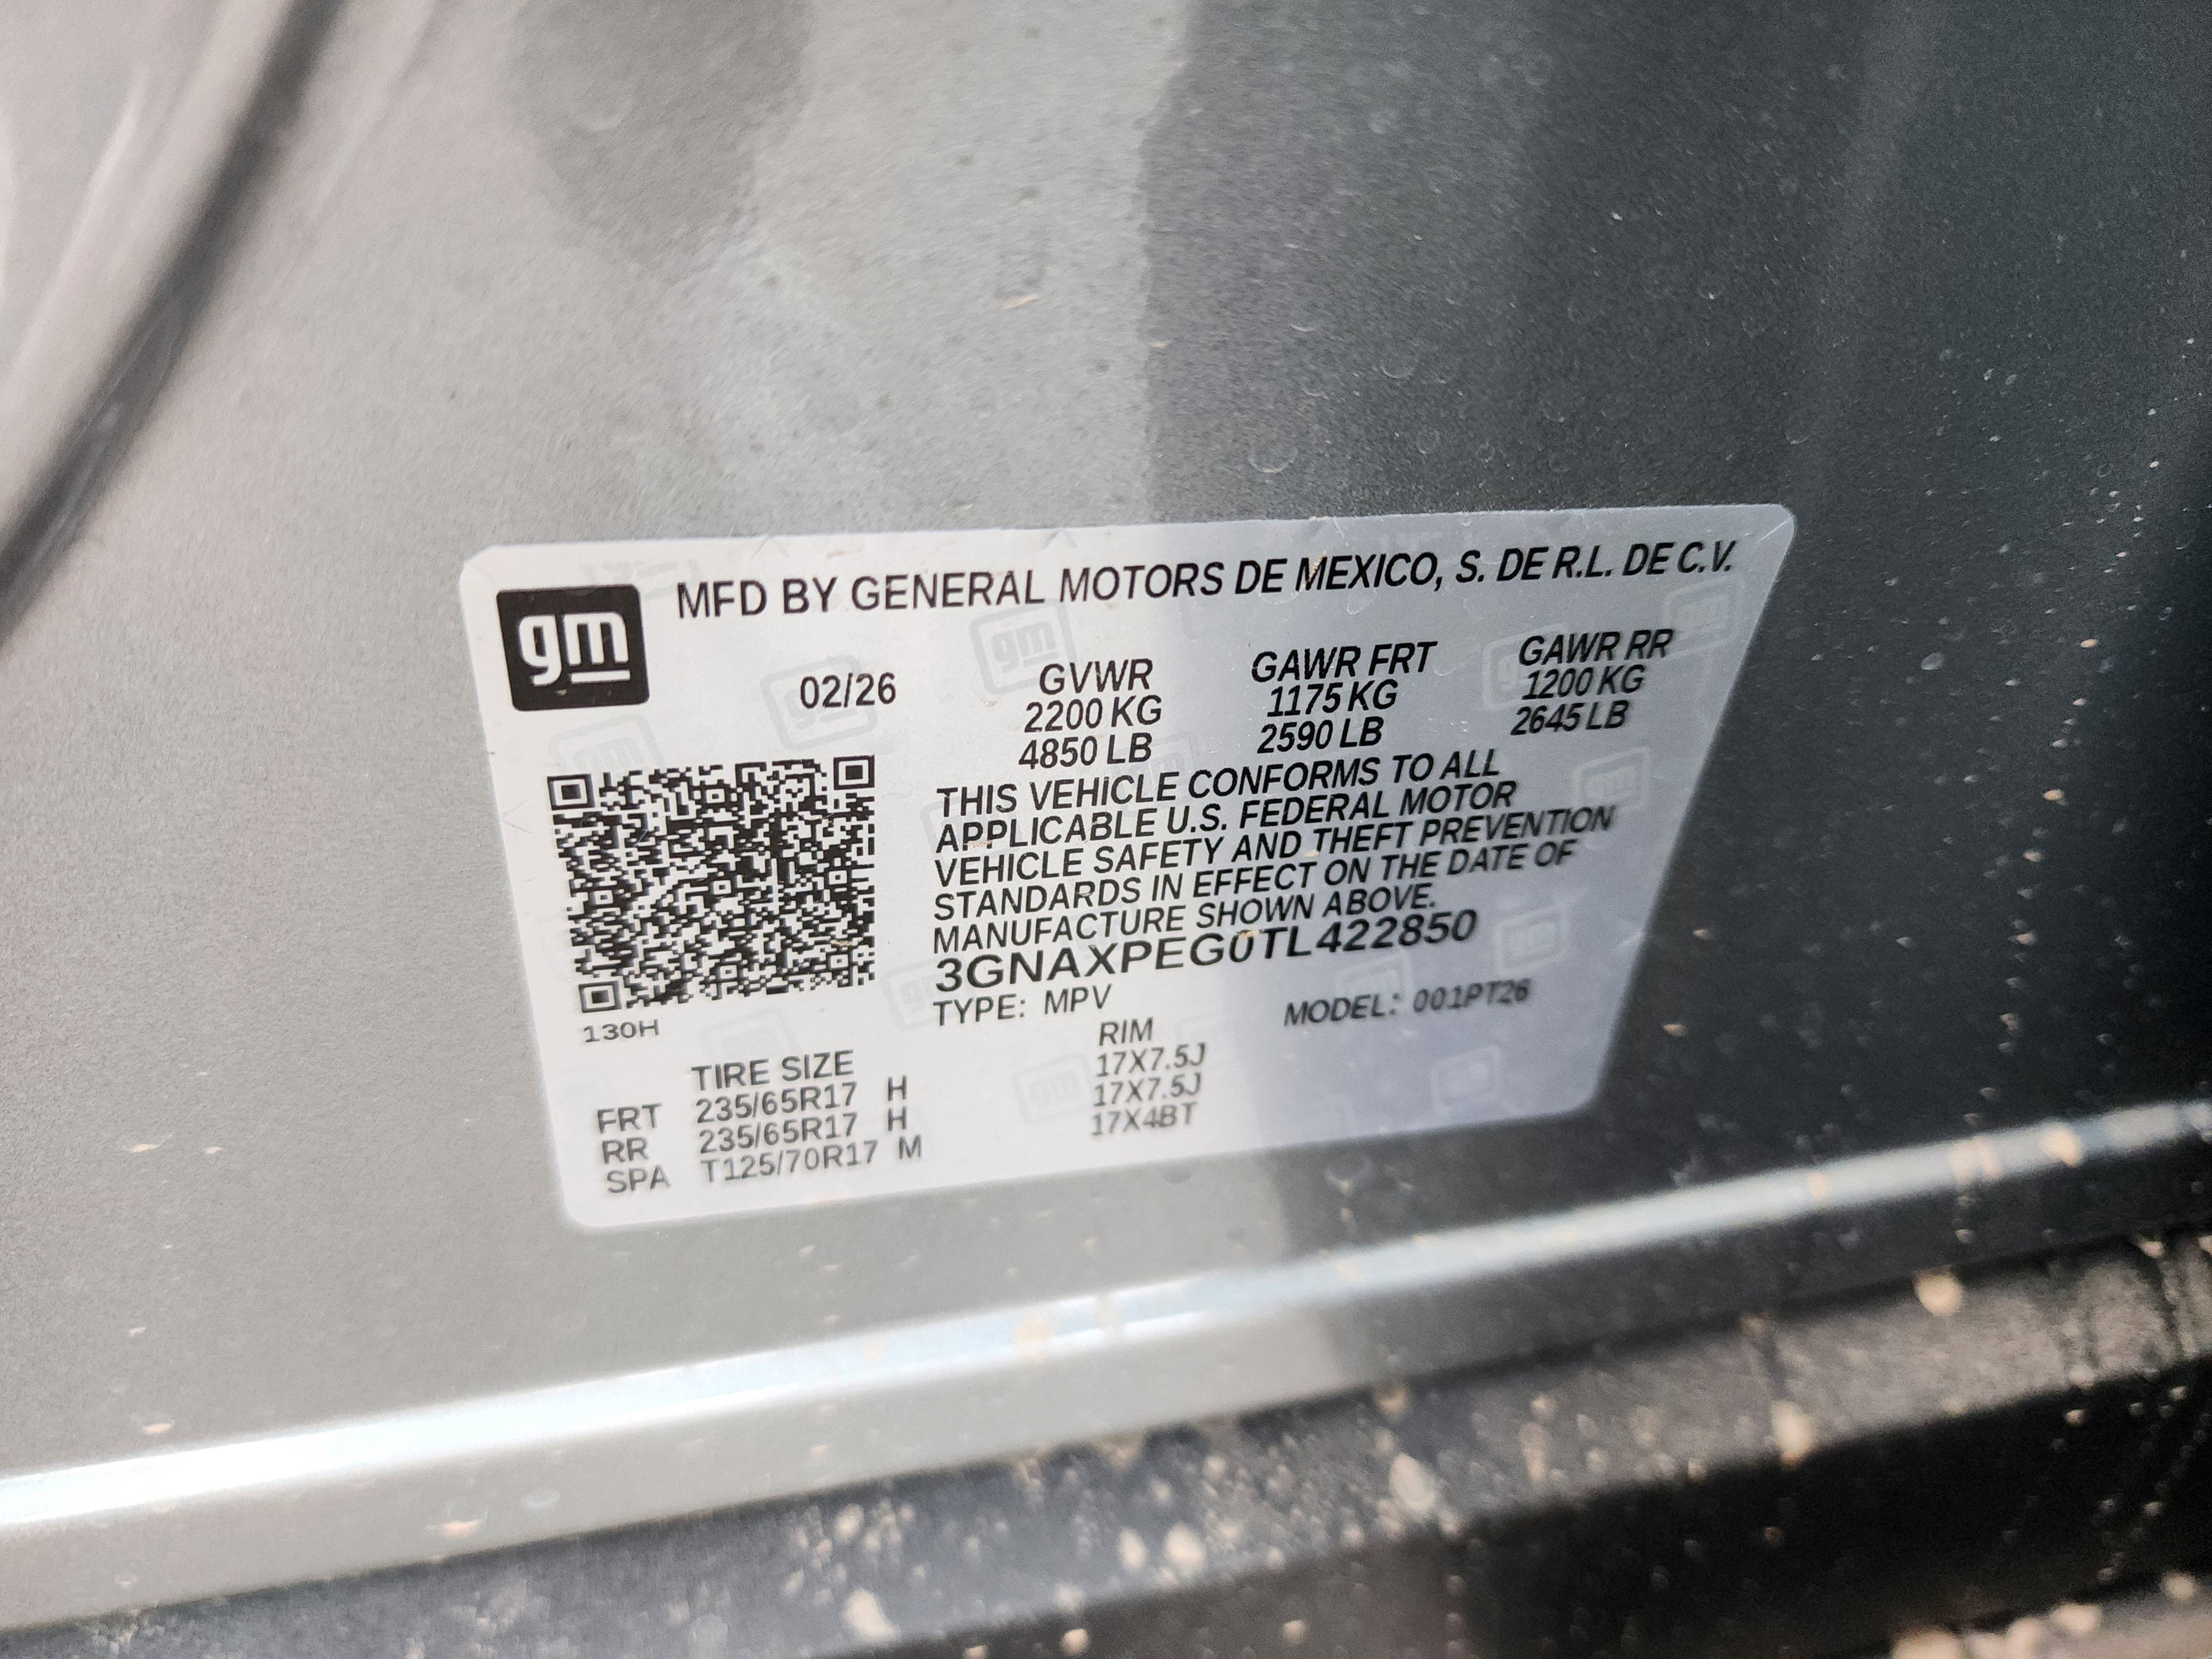 gm MFD BY GENERAL MOTORS DE MEXICO, S. DE R.L. DE C.V.
02/26 GVWR GAWR FRT GAWR RR
2200 KG 1175 KG 1200 KG
4850 LB 2590 LB 2645 LB
THIS VEHICLE CONFORMS TO ALL
APPLICABLE U.S. FEDERAL MOTOR
VEHICLE SAFETY AND THEFT PREVENTION
STANDARDS IN EFFECT ON THE DATE OF
MANUFACTURE SHOWN ABOVE.
3GNAXPEG0TL422850
TYPE: MPV MODEL: 001PT26
130H
TIRE SIZE RIM
FRT 235/65R17 H 17X7.5J
RR 235/65R17 H 17X7.5J
SPA T125/70R17 M 17X4BT